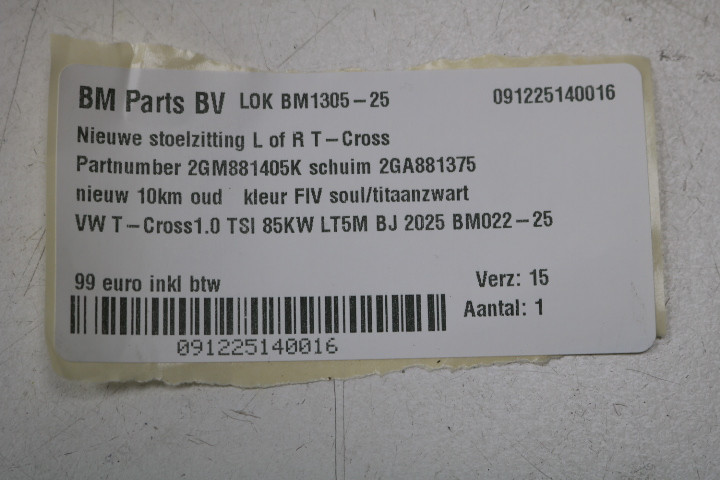 BM Parts BV LOK BM1305-25 091225140016
Nieuwe stoelzitting L of R T-Cross
Partnumber 2GM881405K schuim 2GA881375
nieuw 10km oud kleur FIV soul/titaanzwart
VW T-Cross1.0 TSI 85KW LT5M BJ 2025 BM022-25
99 euro inkl btw Verz: 15
Aantal: 1
091225140016